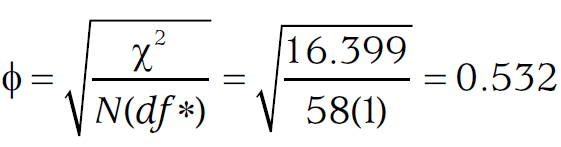 ϕ = √(χ² / N(df*)) = √(16.399 / 58(1)) = 0.532